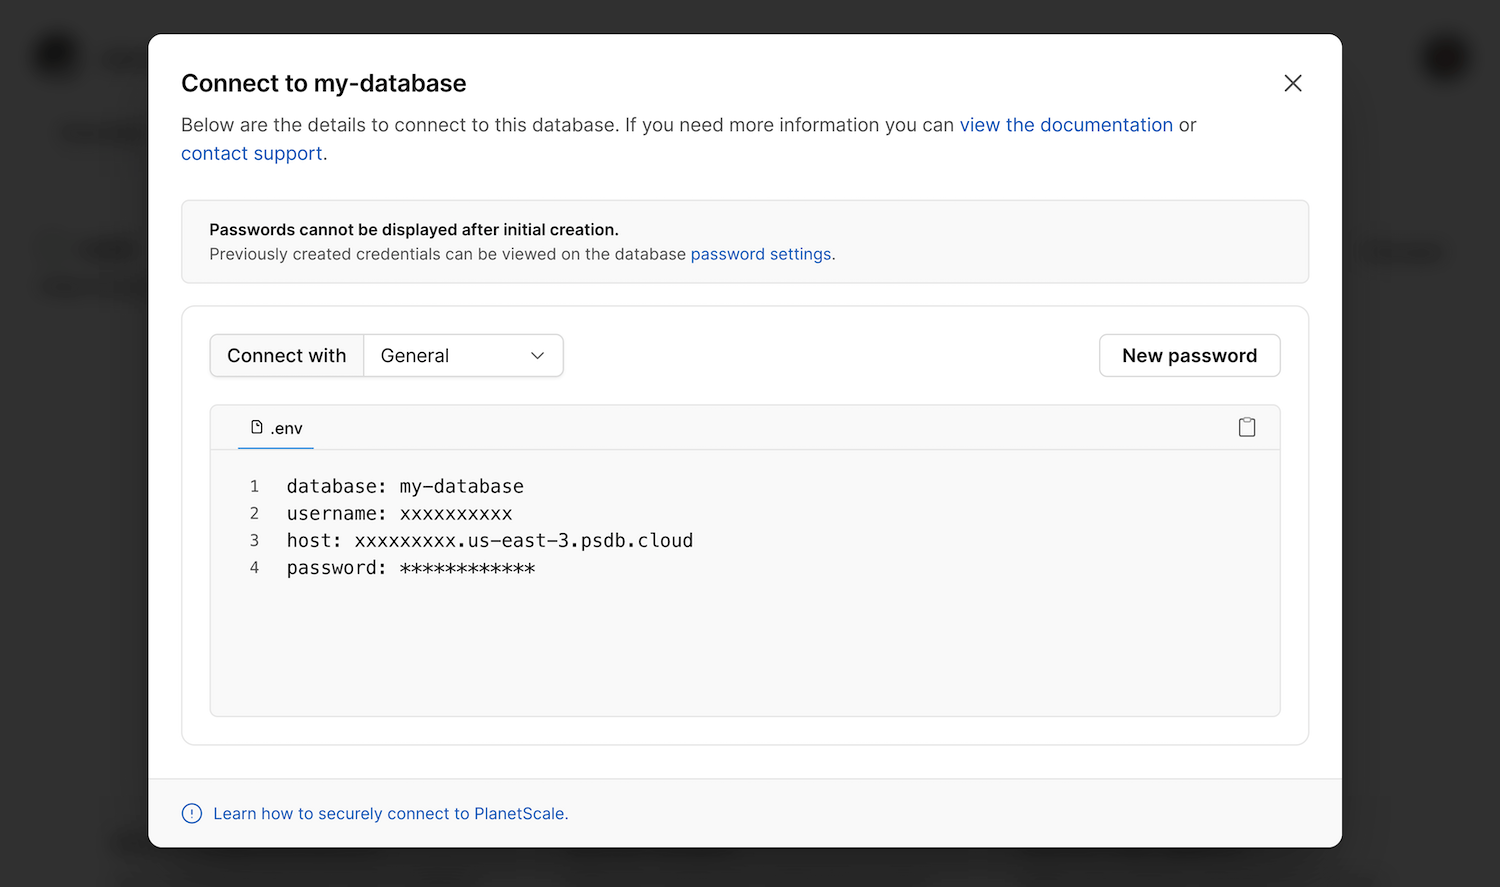 Connect to my-database
Below are the details to connect to this database. If you need more information you can view the documentation or
contact support.
Passwords cannot be displayed after initial creation.
Previously created credentials can be viewed on the database password settings.
Connect with General
New password
.env
1 database: my-database
2 username: xxxxxxxxxx
3 host: xxxxxxxxx.us-east-3.psdb.cloud
4 password: ************
Learn how to securely connect to PlanetScale.